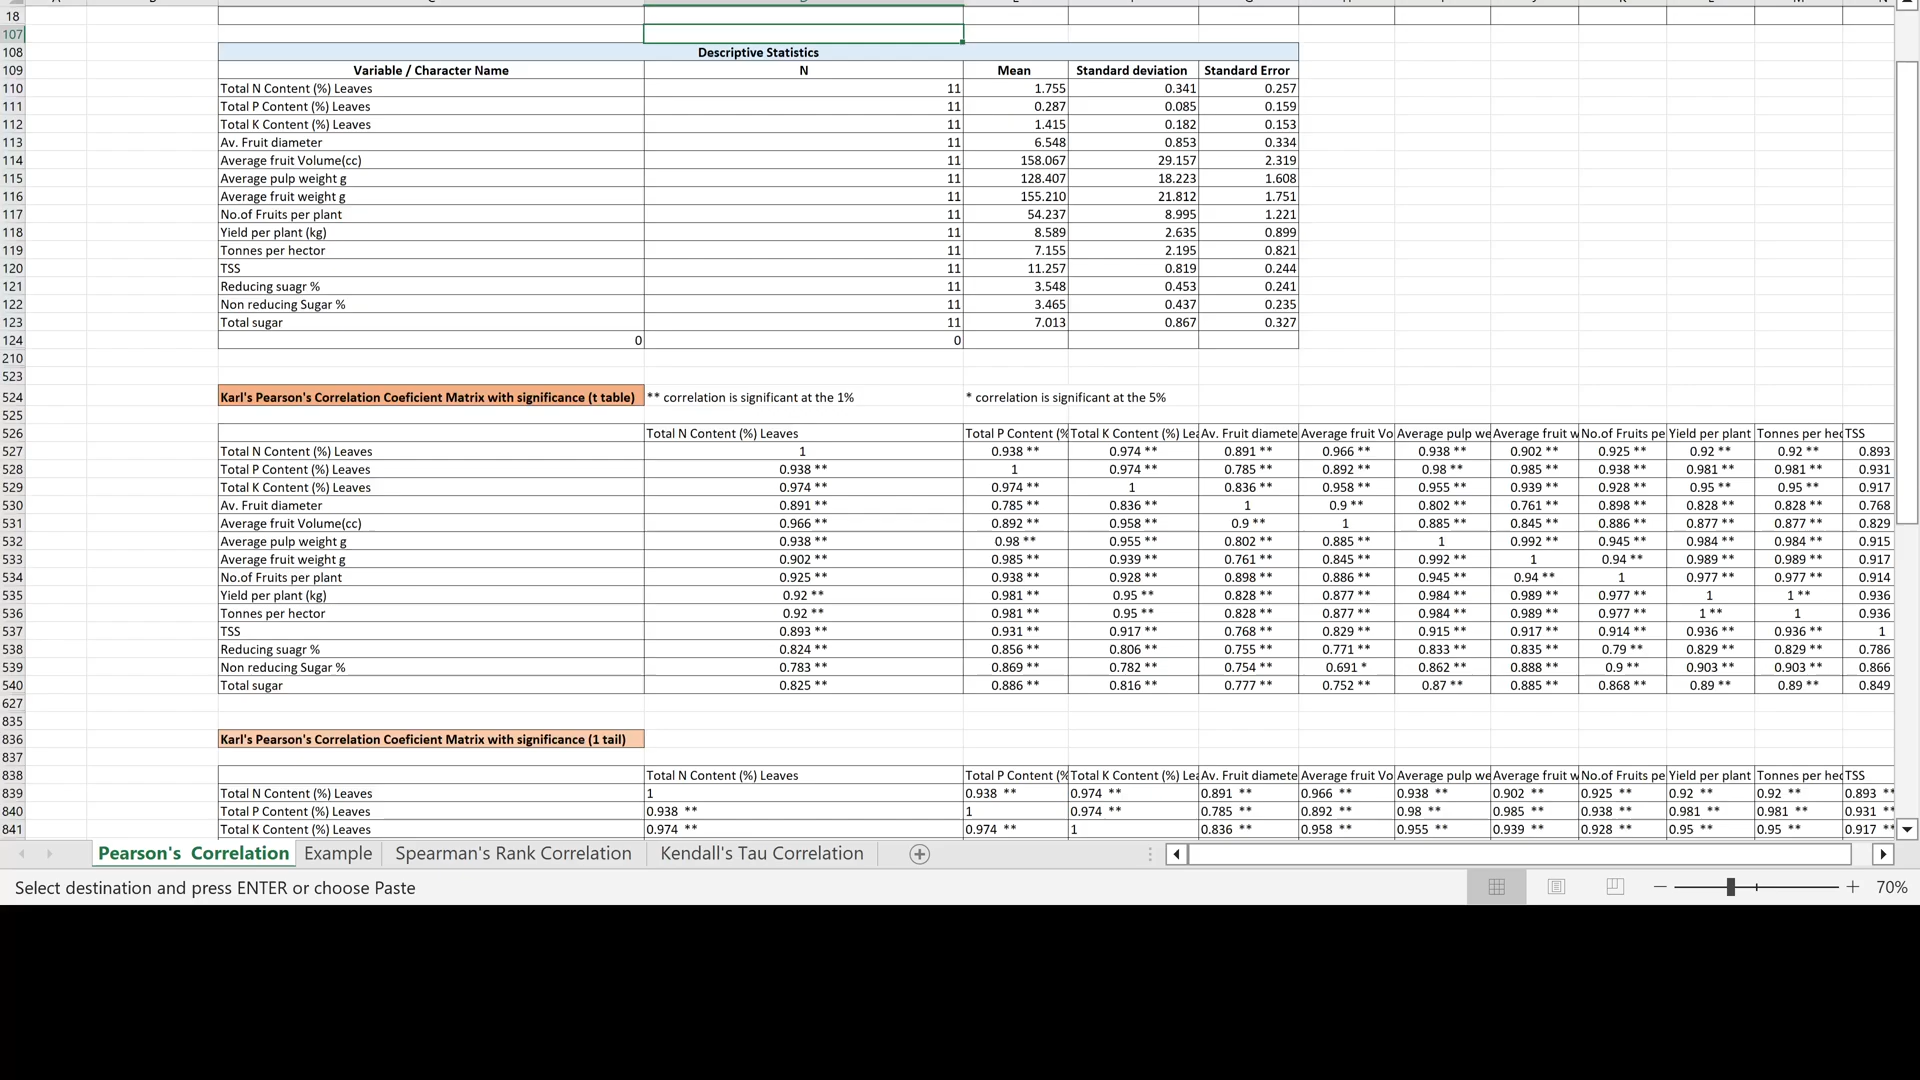 18
107
108 Descriptive Statistics
109 Variable / Character Name N Mean Standard deviation Standard Error
110 Total N Content (%) Leaves 11 1.755 0.341 0.257
111 Total P Content (%) Leaves 11 0.287 0.085 0.159
112 Total K Content (%) Leaves 11 1.415 0.182 0.153
113 Av. Fruit diameter 11 6.548 0.853 0.334
114 Average fruit Volume(cc) 11 158.067 29.157 2.319
115 Average pulp weight g 11 128.407 18.223 1.608
116 Average fruit weight g 11 155.210 21.812 1.751
117 No.of Fruits per plant 11 54.237 8.995 1.221
118 Yield per plant (kg) 11 8.589 2.635 0.899
119 Tonnes per hector 11 7.155 2.195 0.821
120 TSS 11 11.257 0.819 0.244
121 Reducing suagr % 11 3.548 0.453 0.241
122 Non reducing Sugar % 11 3.465 0.437 0.235
123 Total sugar 11 7.013 0.867 0.327
124 0 0
210
523
524 Karl's Pearson's Correlation Coeficient Matrix with significance (t table) ** correlation is significant at the 1% * correlation is significant at the 5%
525
526 Total N Content (%) Leaves Total P Content (% Total K Content (%) Lea Av. Fruit diamete Average fruit Vo Average pulp we Average fruit w No.of Fruits pe Yield per plant Tonnes per hec TSS
527 Total N Content (%) Leaves 1 0.938 ** 0.974 ** 0.891 ** 0.966 ** 0.938 ** 0.902 ** 0.925 ** 0.92 ** 0.92 ** 0.893
528 Total P Content (%) Leaves 0.938 ** 1 0.974 ** 0.785 ** 0.892 ** 0.98 ** 0.985 ** 0.938 ** 0.981 ** 0.981 ** 0.931
529 Total K Content (%) Leaves 0.974 ** 0.974 ** 1 0.836 ** 0.958 ** 0.955 ** 0.939 ** 0.928 ** 0.95 ** 0.95 ** 0.917
530 Av. Fruit diameter 0.891 ** 0.785 ** 0.836 ** 1 0.9 ** 0.802 ** 0.761 ** 0.898 ** 0.828 ** 0.828 ** 0.768
531 Average fruit Volume(cc) 0.966 ** 0.892 ** 0.958 ** 0.9 ** 1 0.885 ** 0.845 ** 0.886 ** 0.877 ** 0.877 ** 0.829
532 Average pulp weight g 0.938 ** 0.98 ** 0.955 ** 0.802 ** 0.885 ** 1 0.992 ** 0.945 ** 0.984 ** 0.984 ** 0.915
533 Average fruit weight g 0.902 ** 0.985 ** 0.939 ** 0.761 ** 0.845 ** 0.992 ** 1 0.94 ** 0.989 ** 0.989 ** 0.917
534 No.of Fruits per plant 0.925 ** 0.938 ** 0.928 ** 0.898 ** 0.886 ** 0.945 ** 0.94 ** 1 0.977 ** 0.977 ** 0.914
535 Yield per plant (kg) 0.92 ** 0.981 ** 0.95 ** 0.828 ** 0.877 ** 0.984 ** 0.989 ** 0.977 ** 1 1 ** 0.936
536 Tonnes per hector 0.92 ** 0.981 ** 0.95 ** 0.828 ** 0.877 ** 0.984 ** 0.989 ** 0.977 ** 1 ** 1 0.936
537 TSS 0.893 ** 0.931 ** 0.917 ** 0.768 ** 0.829 ** 0.915 ** 0.917 ** 0.914 ** 0.936 ** 0.936 ** 1
538 Reducing suagr % 0.824 ** 0.856 ** 0.806 ** 0.755 ** 0.771 ** 0.833 ** 0.835 ** 0.79 ** 0.829 ** 0.829 ** 0.786
539 Non reducing Sugar % 0.783 ** 0.869 ** 0.782 ** 0.754 ** 0.691 * 0.862 ** 0.888 ** 0.9 ** 0.903 ** 0.903 ** 0.866
540 Total sugar 0.825 ** 0.886 ** 0.816 ** 0.777 ** 0.752 ** 0.87 ** 0.885 ** 0.868 ** 0.89 ** 0.89 ** 0.849
627
835
836 Karl's Pearson's Correlation Coeficient Matrix with significance (1 tail)
837
838 Total N Content (%) Leaves Total P Content (% Total K Content (%) Lea Av. Fruit diamete Average fruit Vo Average pulp we Average fruit w No.of Fruits pe Yield per plant Tonnes per hec TSS
839 Total N Content (%) Leaves 1 0.938 ** 0.974 ** 0.891 ** 0.966 ** 0.938 ** 0.902 ** 0.925 ** 0.92 ** 0.92 ** 0.893 **
840 Total P Content (%) Leaves 0.938 ** 1 0.974 ** 0.785 ** 0.892 ** 0.98 ** 0.985 ** 0.938 ** 0.981 ** 0.981 ** 0.931 **
841 Total K Content (%) Leaves 0.974 ** 0.974 ** 1 0.836 ** 0.958 ** 0.955 ** 0.939 ** 0.928 ** 0.95 ** 0.95 ** 0.917 **
Pearson's Correlation Example Spearman's Rank Correlation Kendall's Tau Correlation
Select destination and press ENTER or choose Paste 70%